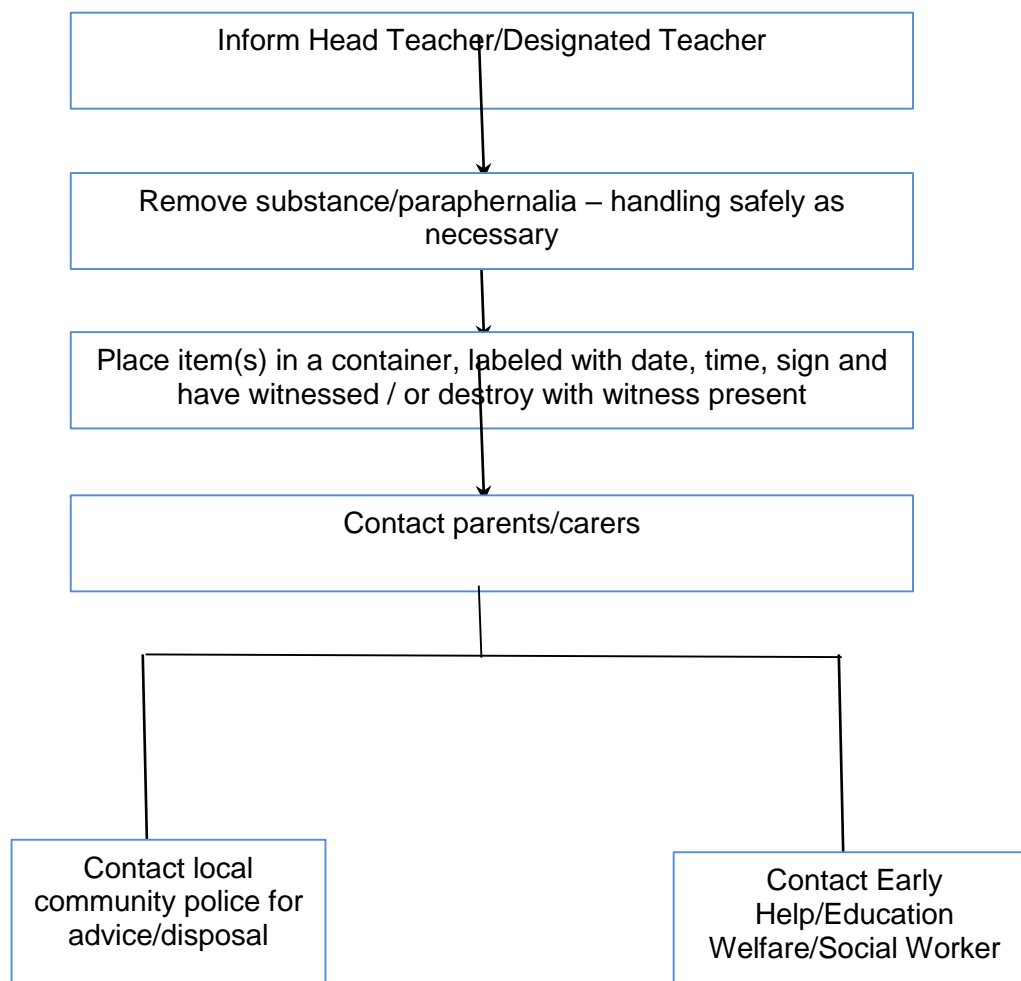 Inform Head Teacher/Designated Teacher
Remove substance/paraphernalia – handling safely as
necessary
Place item(s) in a container, labeled with date, time, sign and
have witnessed / or destroy with witness present
Contact parents/carers
Contact local
community police for
advice/disposal
Contact Early
Help/Education
Welfare/Social Worker